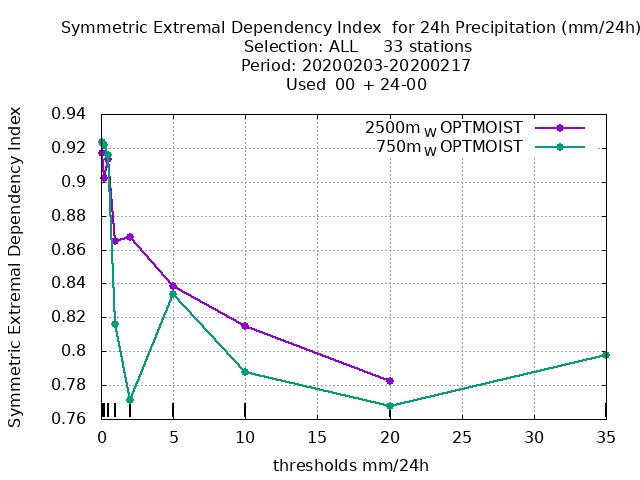 Symmetric Extremal Dependency Index  for 24h Precipitation (mm/24h)
Selection: ALL     33 stations
Period: 20200203-20200217
Used  00 + 24-00
Symmetric Extremal Dependency Index
0.94
0.92
0.9
0.88
0.86
0.84
0.82
0.8
0.78
0.76
2500m W OPTMOIST
750m W OPTMOIST
0 5 10 15 20 25 30 35
thresholds mm/24h